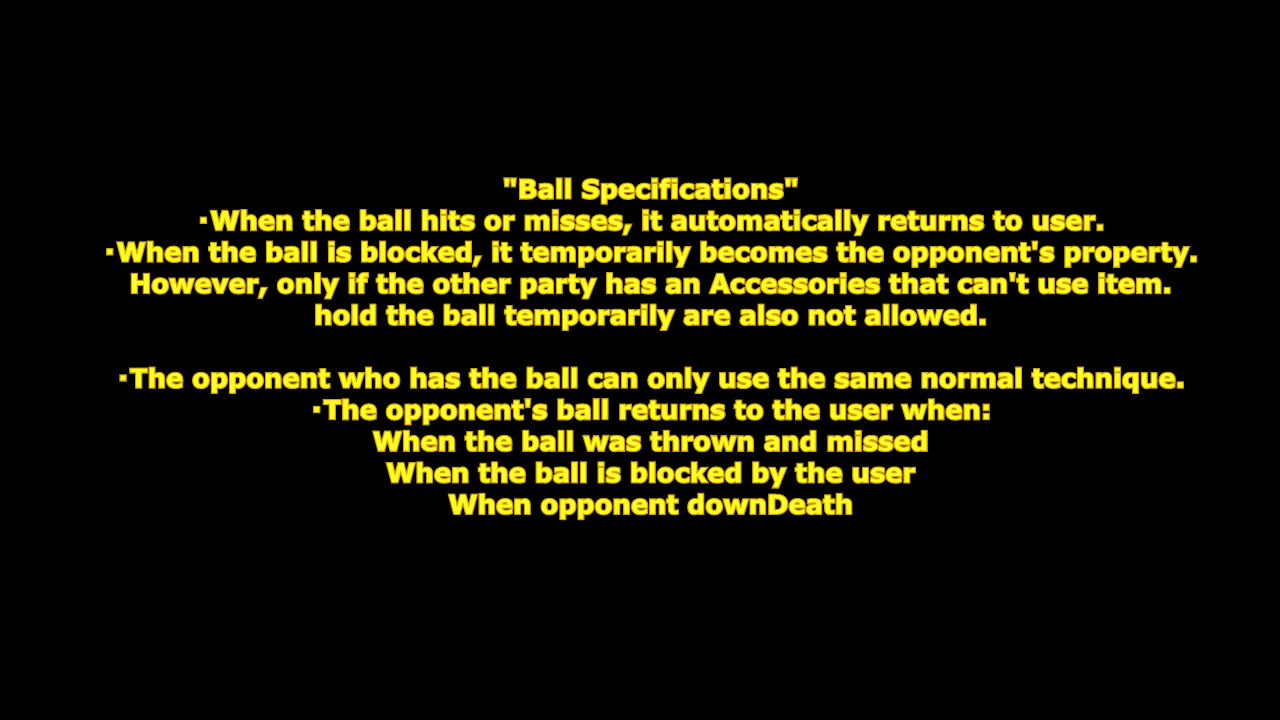 "Ball Specifications"
·When the ball hits or misses, it automatically returns to user.
·When the ball is blocked, it temporarily becomes the opponent's property.
However, only if the other party has an Accessories that can't use item.
hold the ball temporarily are also not allowed.
·The opponent who has the ball can only use the same normal technique.
·The opponent's ball returns to the user when:
When the ball was thrown and missed
When the ball is blocked by the user
When opponent downDeath